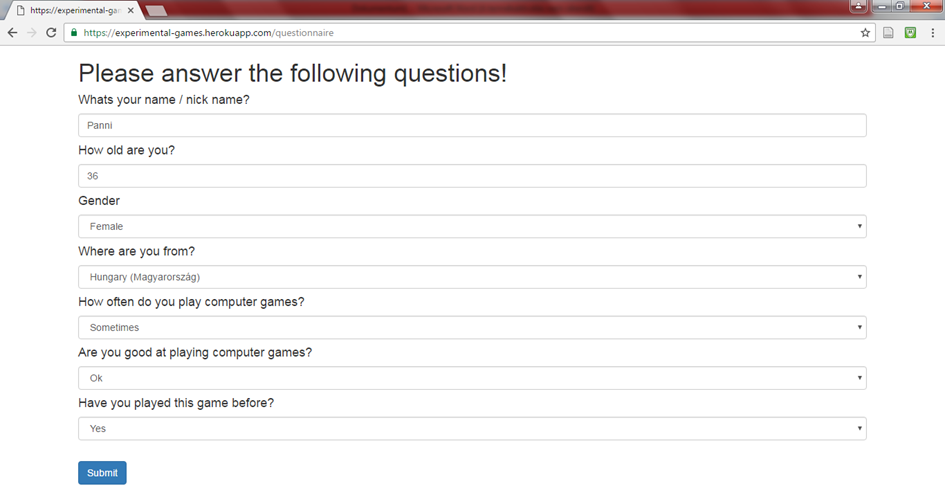 https://experimental-gam
https://experimental-games.herokuapp.com/questionnaire
Please answer the following questions!
Whats your name / nick name?
Panni
How old are you?
36
Gender
Female
Where are you from?
Hungary (Magyarország)
How often do you play computer games?
Sometimes
Are you good at playing computer games?
Ok
Have you played this game before?
Yes
Submit